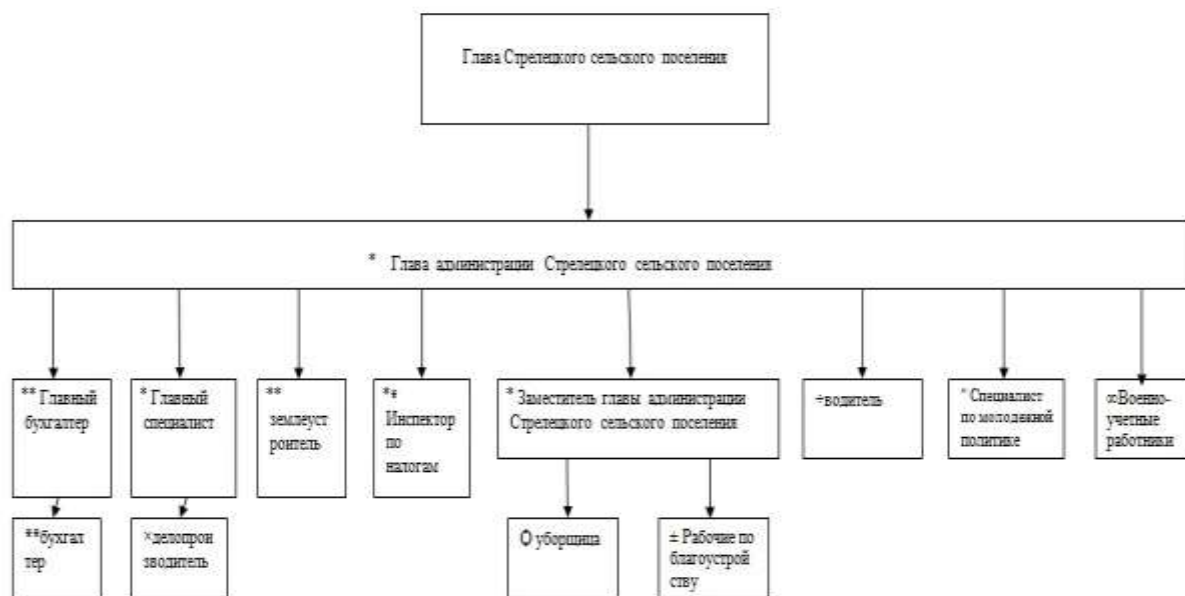 Глава Стрелецкого сельского поселения
* Глава администрации Стрелецкого сельского поселения
** Главный
бухгалтер
* Главный
специалист
**
землеуст
роитель
**
Инспектор
по
налогам
* Заместитель главы администрации
Стрелецкого сельского поселения
÷водитель
* Специалист
по молодежной
политике
∞Военно-
учетные
работники
**бухгал
тер
×делопрои
зводитель
О уборщица
± Рабочие по
благоустрой
ству